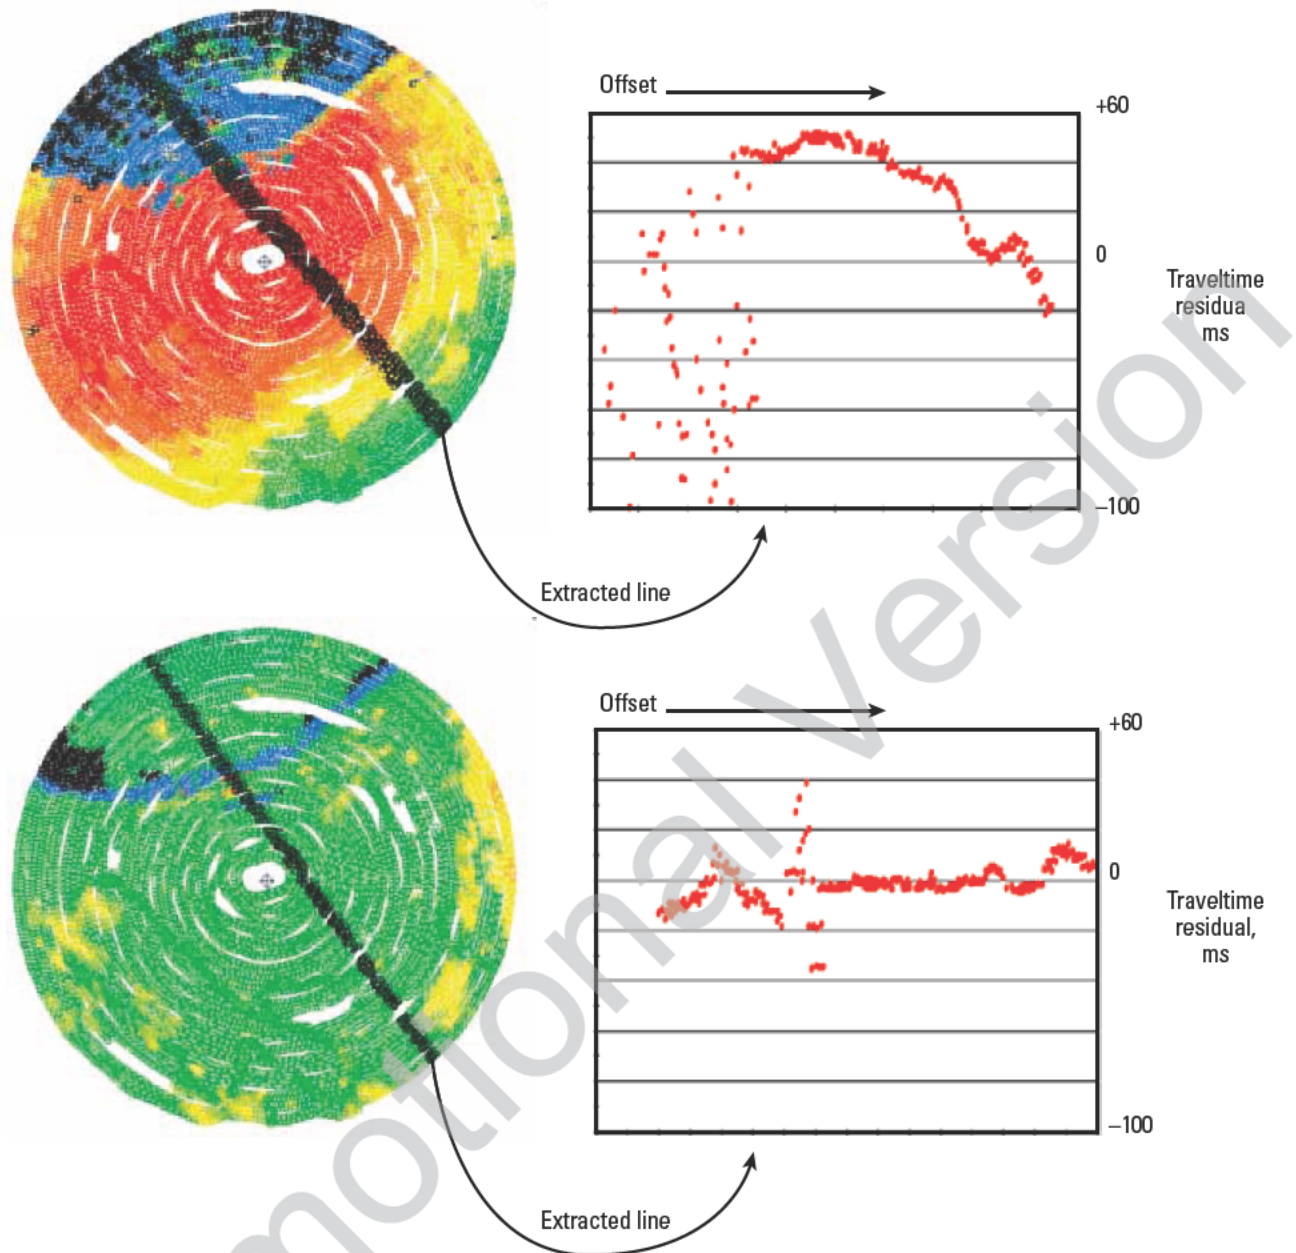 Offset
+60
0
Traveltime
residua
ms
–100
Extracted line
Offset
+60
0
Traveltime
residual,
ms
–100
Extracted line
motional Version